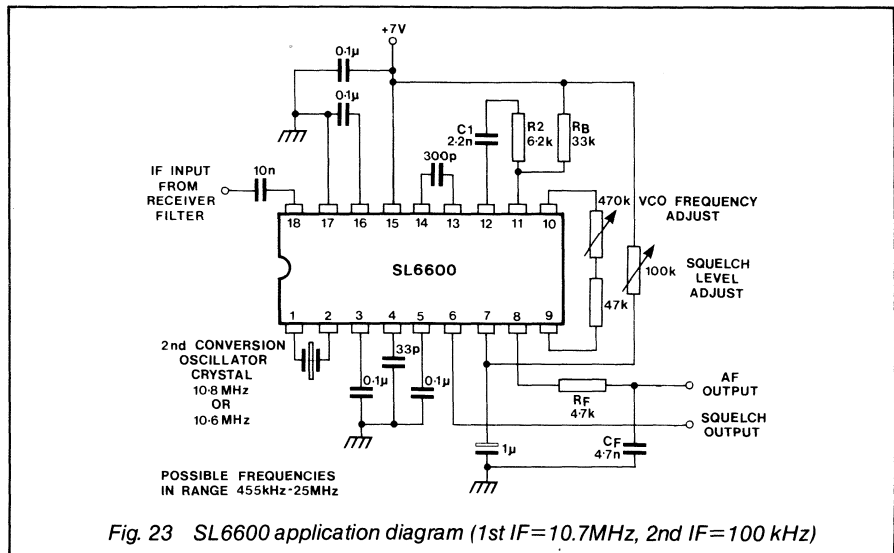 +7V
0·1µ
0·1µ
C1
2·2n
R2
6·2k
RB
33k
300p
IF INPUT
FROM
RECEIVER
FILTER
10n
470k
VCO FREQUENCY
ADJUST
18 17 16 15 14 13 12 11 10
SL6600
100k
SQUELCH
LEVEL
ADJUST
47k
1 2 3 4 5 6 7 8 9
2nd CONVERSION
OSCILLATOR
CRYSTAL
10·8 MHz
OR
10·6 MHz
33p
0·1µ
0·1µ
RF
4·7k
AF
OUTPUT
SQUELCH
OUTPUT
1µ
CF
4·7n
POSSIBLE FREQUENCIES
IN RANGE 455kHz-25MHz
Fig. 23 SL6600 application diagram (1st IF=10.7MHz, 2nd IF=100 kHz)